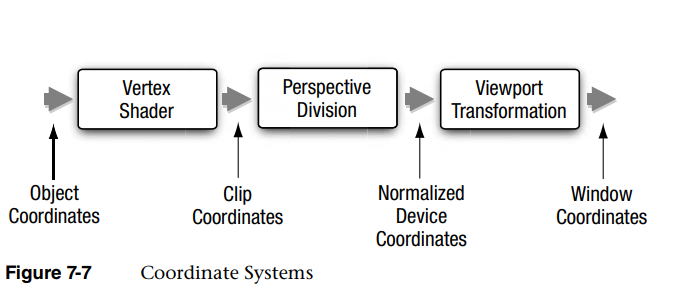 Vertex
Shader
Perspective
Division
Viewport
Transformation
Object
Coordinates
Clip
Coordinates
Normalized
Device
Coordinates
Window
Coordinates
Figure 7-7 Coordinate Systems